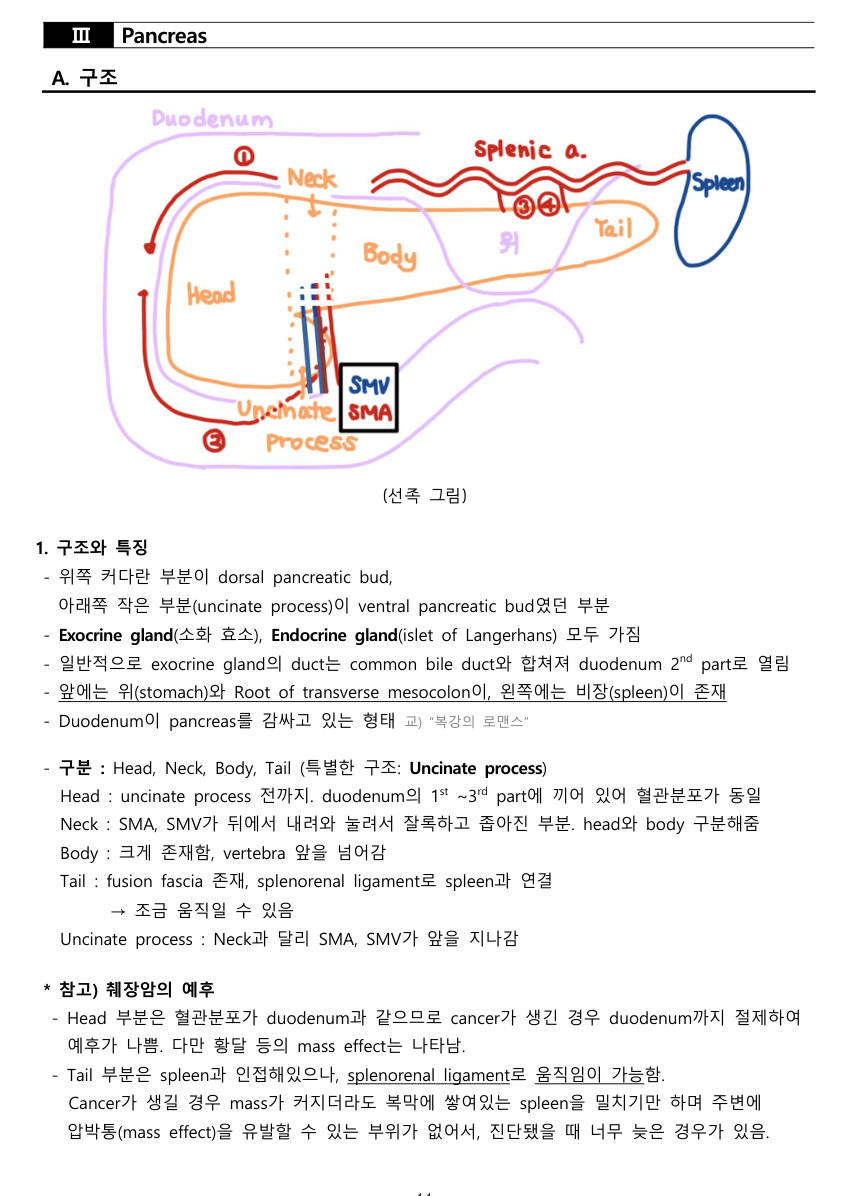 Ⅲ Pancreas
A. 구조
Duodenum
①
Neck
Splenic a.
Spleen
③④
Head
Body
위
Tail
SMV
SMA
Uncinate
process
②
(선족 그림)
1. 구조와 특징
- 위쪽 커다란 부분이 dorsal pancreatic bud,
아래쪽 작은 부분(uncinate process)이 ventral pancreatic bud였던 부분
- Exocrine gland(소화 효소), Endocrine gland(islet of Langerhans) 모두 가짐
- 일반적으로 exocrine gland의 duct는 common bile duct와 합쳐져 duodenum 2nd part로 열림
- 앞에는 위(stomach)와 Root of transverse mesocolon이, 왼쪽에는 비장(spleen)이 존재
- Duodenum이 pancreas를 감싸고 있는 형태 교) “복강의 로맨스”
- 구분 : Head, Neck, Body, Tail (특별한 구조: Uncinate process)
Head : uncinate process 전까지. duodenum의 1st ~3rd part에 끼어 있어 혈관분포가 동일
Neck : SMA, SMV가 뒤에서 내려와 눌려서 잘록하고 좁아진 부분. head와 body 구분해줌
Body : 크게 존재함, vertebra 앞을 넘어감
Tail : fusion fascia 존재, splenorenal ligament로 spleen과 연결
→ 조금 움직일 수 있음
Uncinate process : Neck과 달리 SMA, SMV가 앞을 지나감
* 참고) 췌장암의 예후
- Head 부분은 혈관분포가 duodenum과 같으므로 cancer가 생긴 경우 duodenum까지 절제하여
예후가 나쁨. 다만 황달 등의 mass effect는 나타남.
- Tail 부분은 spleen과 인접해있으나, splenorenal ligament로 움직임이 가능함.
Cancer가 생길 경우 mass가 커지더라도 복막에 쌓여있는 spleen을 밀치기만 하며 주변에
압박통(mass effect)을 유발할 수 있는 부위가 없어서, 진단됐을 때 너무 늦은 경우가 있음.